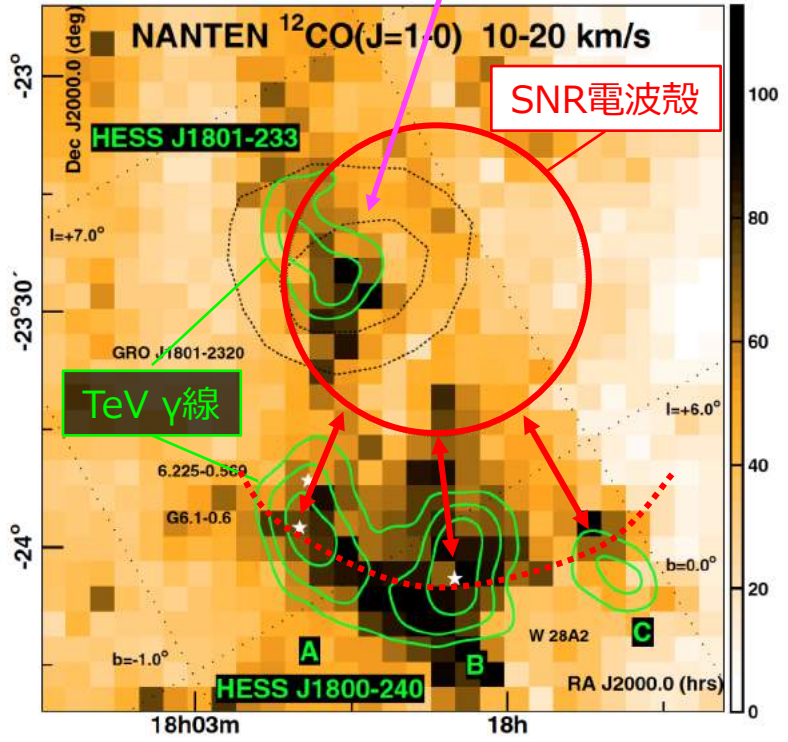 NANTEN ¹²CO(J=1-0) 10-20 km/s
SNR電波殻
HESS J1801-233
l=+7.0°
GRO J1801-2320
TeV γ線
l=+6.0°
6.225-0.569
G6.1-0.6
b=0.0°
W 28A2
b=-1.0°
A
B
C
HESS J1800-240
RA J2000.0 (hrs)
Dec J2000.0 (deg)
-23°
-23°30´
-24°
18h03m
18h
100
80
60
40
20
0